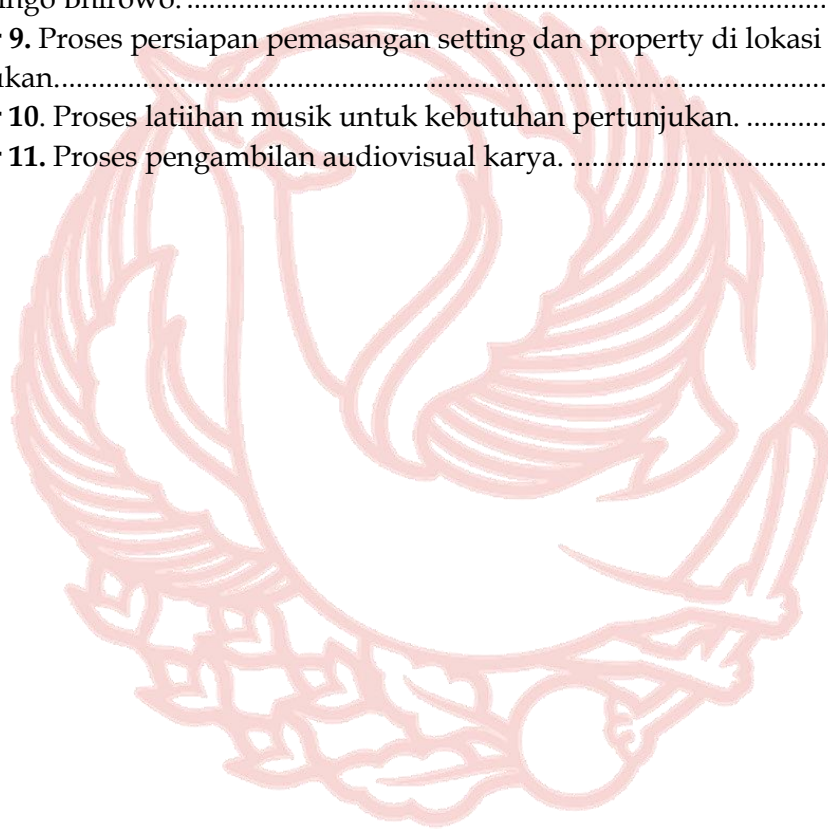 ingo Bhirowo. ........................................................................................
r 9. Proses persiapan pemasangan setting dan property di lokasi
ukan.........................................................................................................
r 10. Proses latiihan musik untuk kebutuhan pertunjukan. ............
r 11. Proses pengambilan audiovisual karya. .......................................